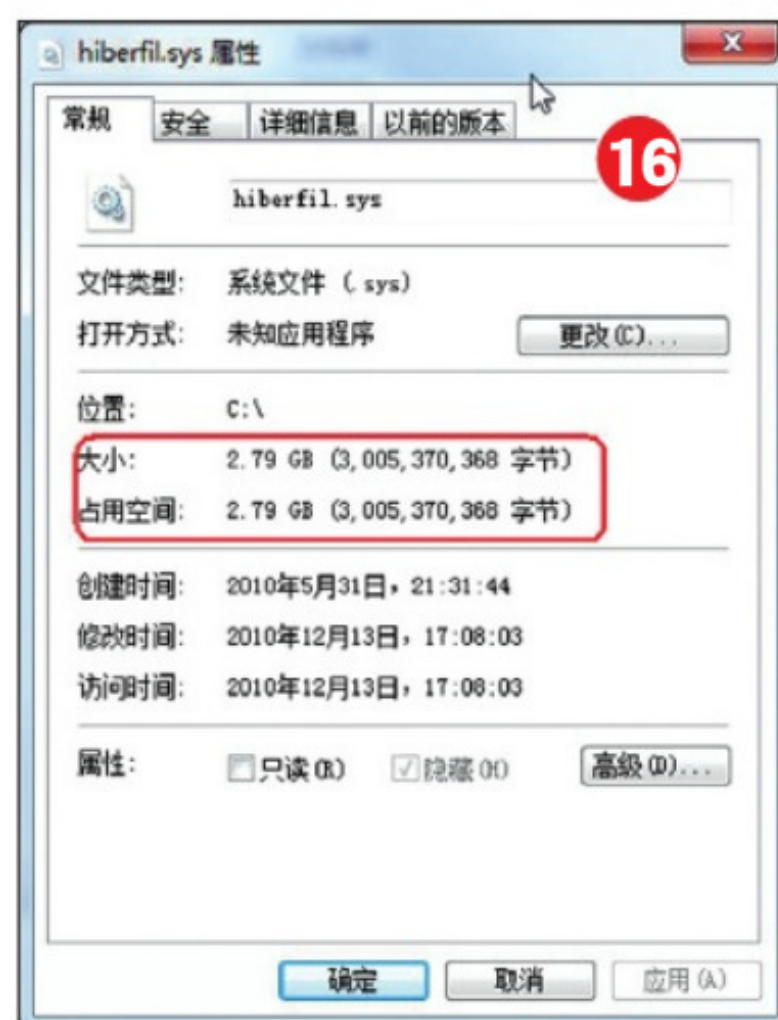 hiberfil.sys 属性
常规 安全 详细信息 以前的版本
16
hiberfil.sys
文件类型: 系统文件 (.sys)
打开方式: 未知应用程序 更改(C)...
位置: C:\
大小: 2.79 GB (3,005,370,368 字节)
占用空间: 2.79 GB (3,005,370,368 字节)
创建时间: 2010年5月31日，21:31:44
修改时间: 2010年12月13日，17:08:03
访问时间: 2010年12月13日，17:08:03
属性: 只读(R) 隐藏(H) 高级(D)...
确定 取消 应用(A)